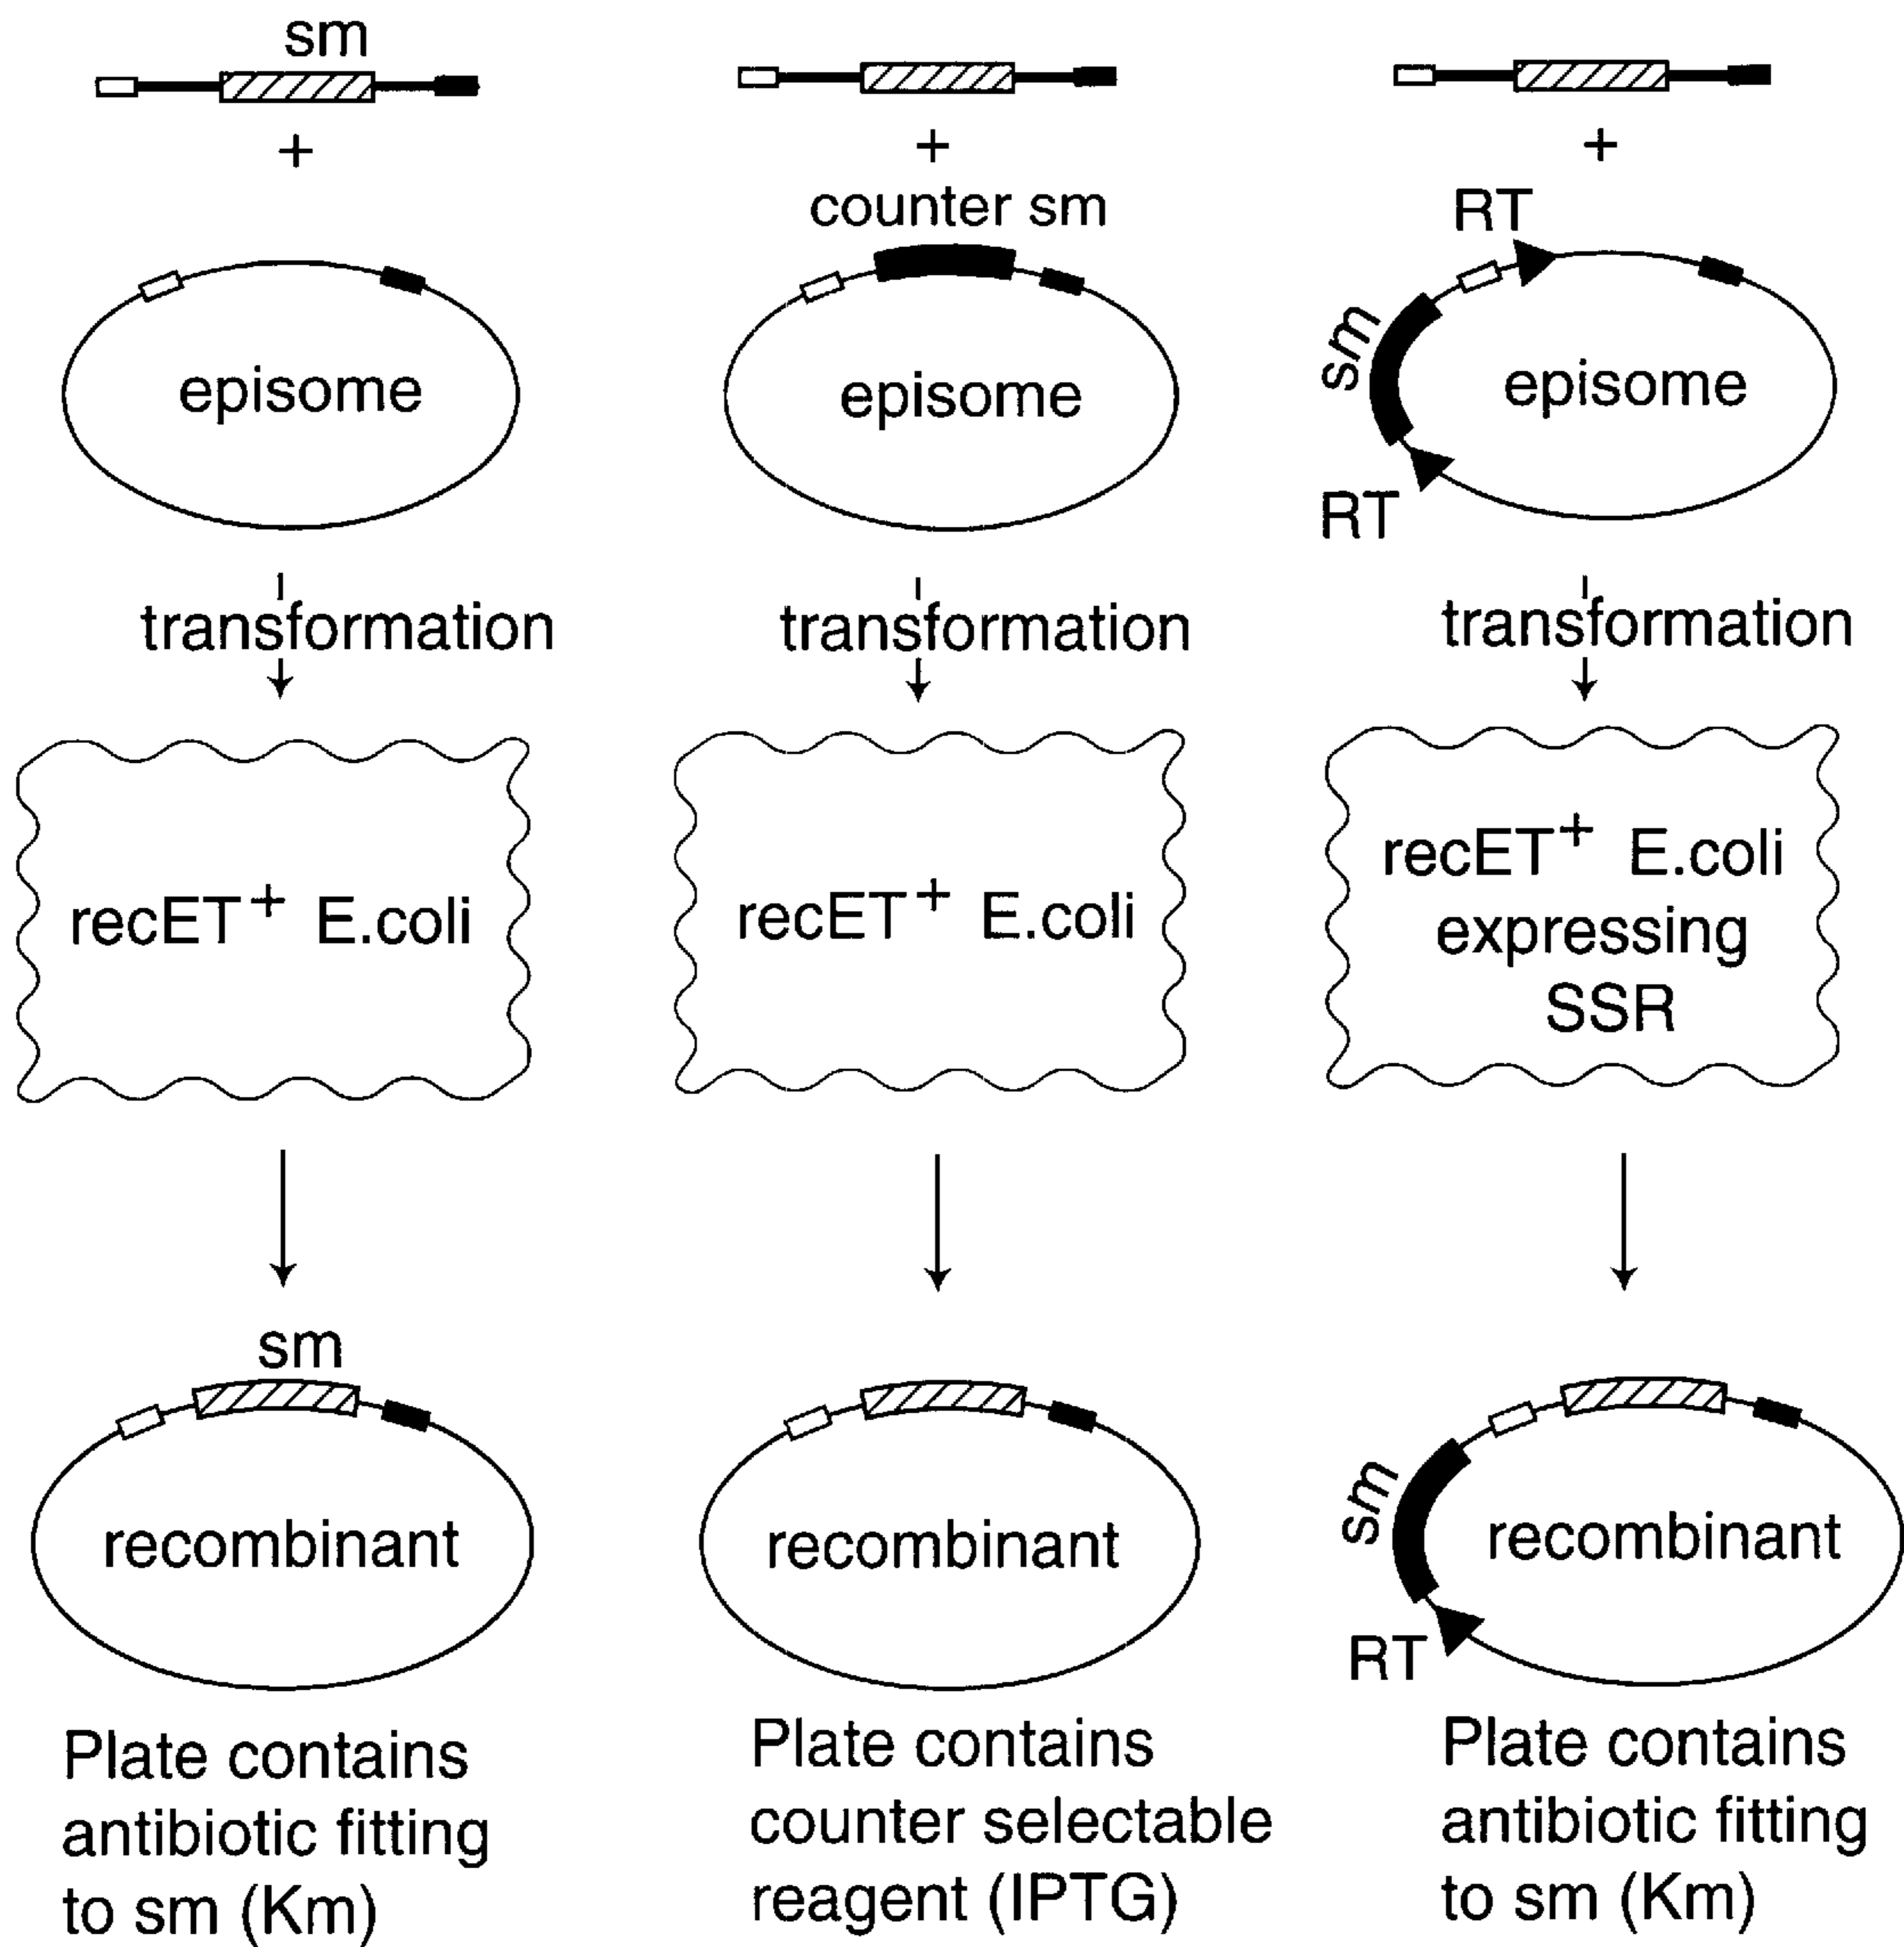 sm
+
episome
transformation
recET+ E.coli
sm
recombinant
Plate contains
antibiotic fitting
to sm (Km)
+
counter sm
episome
transformation
recET+ E.coli
recombinant
Plate contains
counter selectable
reagent (IPTG)
+
RT
sm
episome
RT
transformation
recET+ E.coli
expressing
SSR
sm
recombinant
RT
Plate contains
antibiotic fitting
to sm (Km)